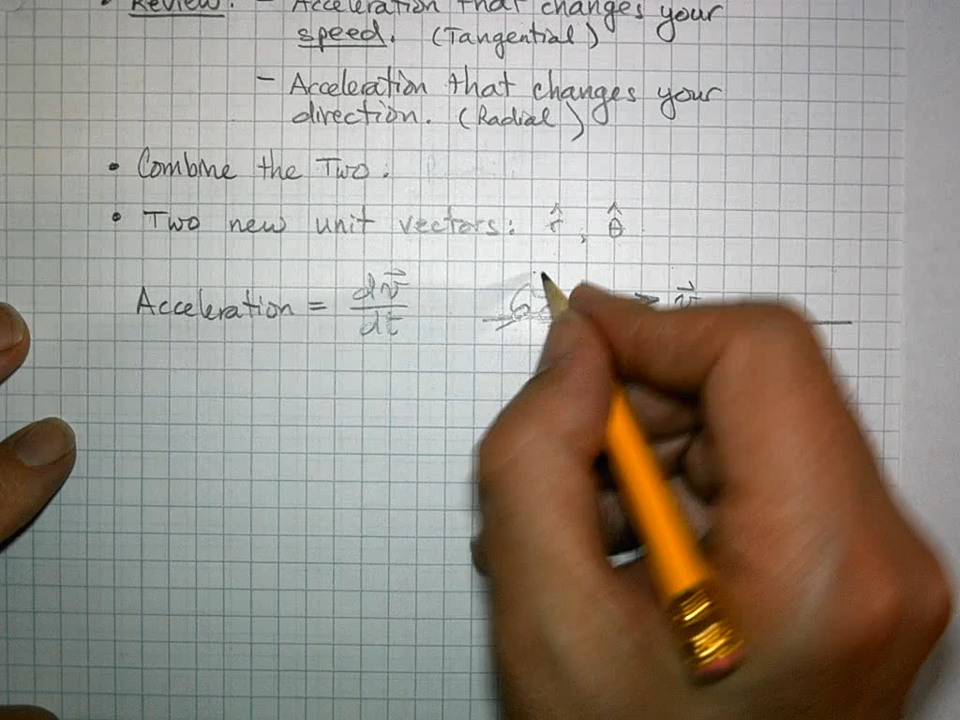 • Review: - Acceleration that changes your
speed. (Tangential)
- Acceleration that changes your
direction. (Radial)
• Combine the Two.
• Two new unit vectors: r̂, θ̂
Acceleration = dv⃗/dt v⃗